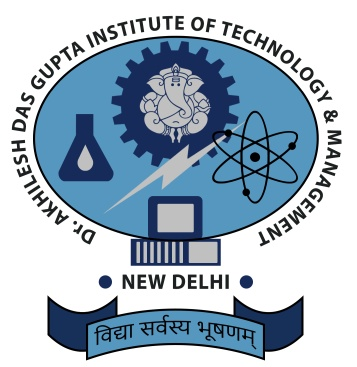 Dr. AKHILESH DAS GUPTA INSTITUTE OF TECHNOLOGY & MANAGEMENT
• NEW DELHI •
विद्या सर्वस्य भूषणम्